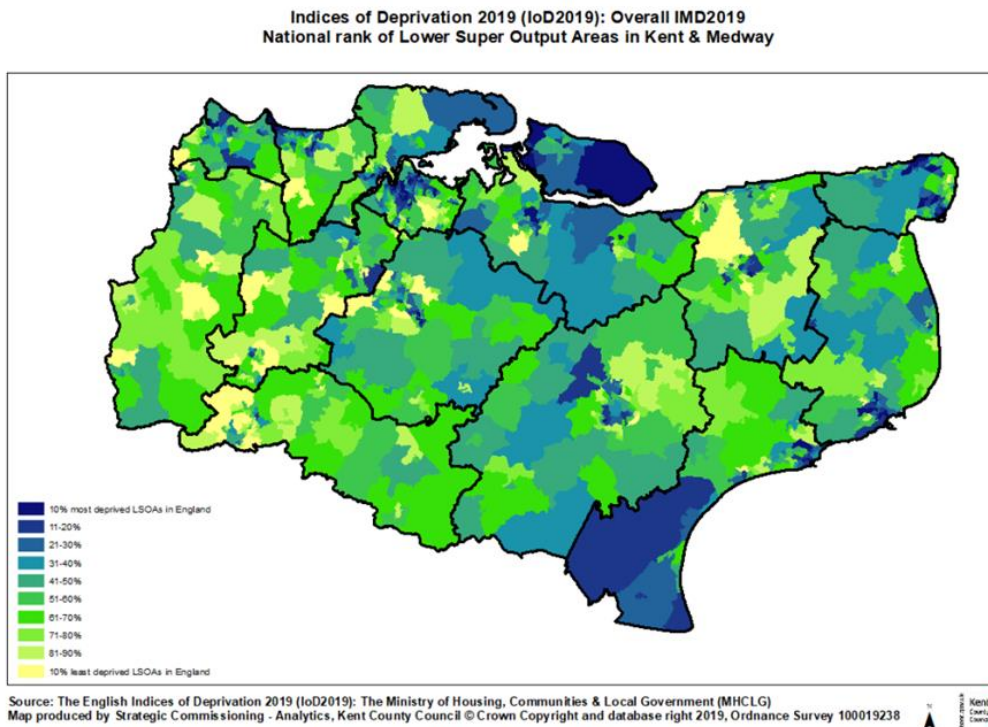 Indices of Deprivation 2019 (IoD2019): Overall IMD2019
National rank of Lower Super Output Areas in Kent & Medway
10% most deprived LSOAs in England
11-20%
21-30%
31-40%
41-50%
51-60%
61-70%
71-80%
81-90%
10% least deprived LSOAs in England
Source: The English Indices of Deprivation 2019 (IoD2019): The Ministry of Housing, Communities & Local Government (MHCLG)
Map produced by Strategic Commissioning - Analytics, Kent County Council © Crown Copyright and database right 2019, Ordnance Survey 100019238
Kent
County
Council